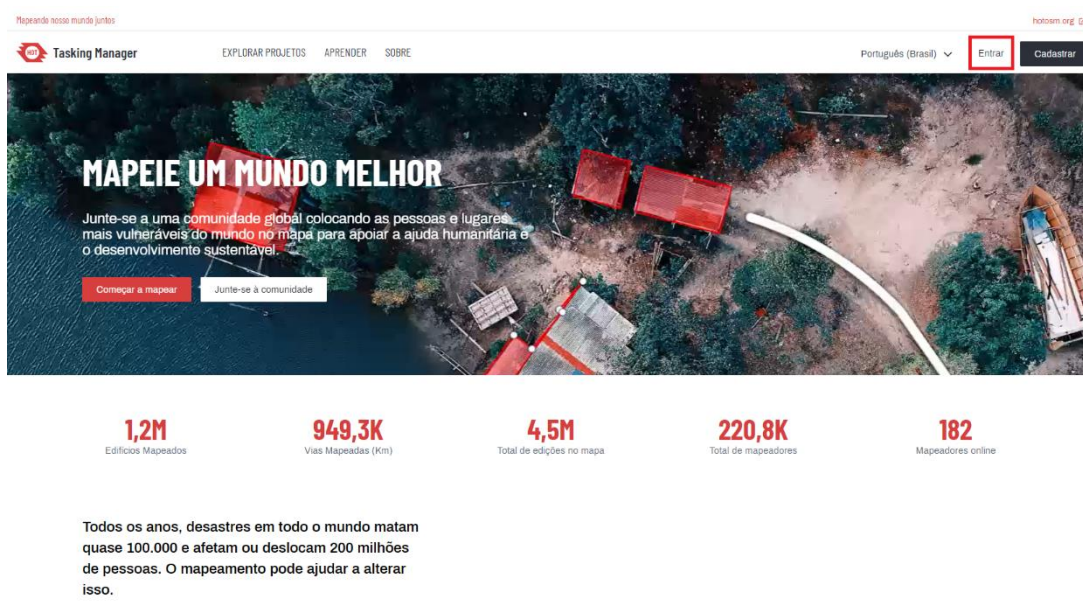 Mapeando nosso mundo juntos
hotosm.org
HOT
Tasking Manager
EXPLORAR PROJETOS
APRENDER
SOBRE
Português (Brasil)
Entrar
Cadastrar
MAPEIE UM MUNDO MELHOR
Junte-se a uma comunidade global colocando as pessoas e lugares
mais vulneráveis do mundo no mapa para apoiar a ajuda humanitária e
o desenvolvimento sustentável.
Começar a mapear
Junte-se à comunidade
1,2M
Edifícios Mapeados
949,3K
Vias Mapeadas (Km)
4,5M
Total de edições no mapa
220,8K
Total de mapeadores
182
Mapeadores online
Todos os anos, desastres em todo o mundo matam
quase 100.000 e afetam ou deslocam 200 milhões
de pessoas. O mapeamento pode ajudar a alterar
isso.